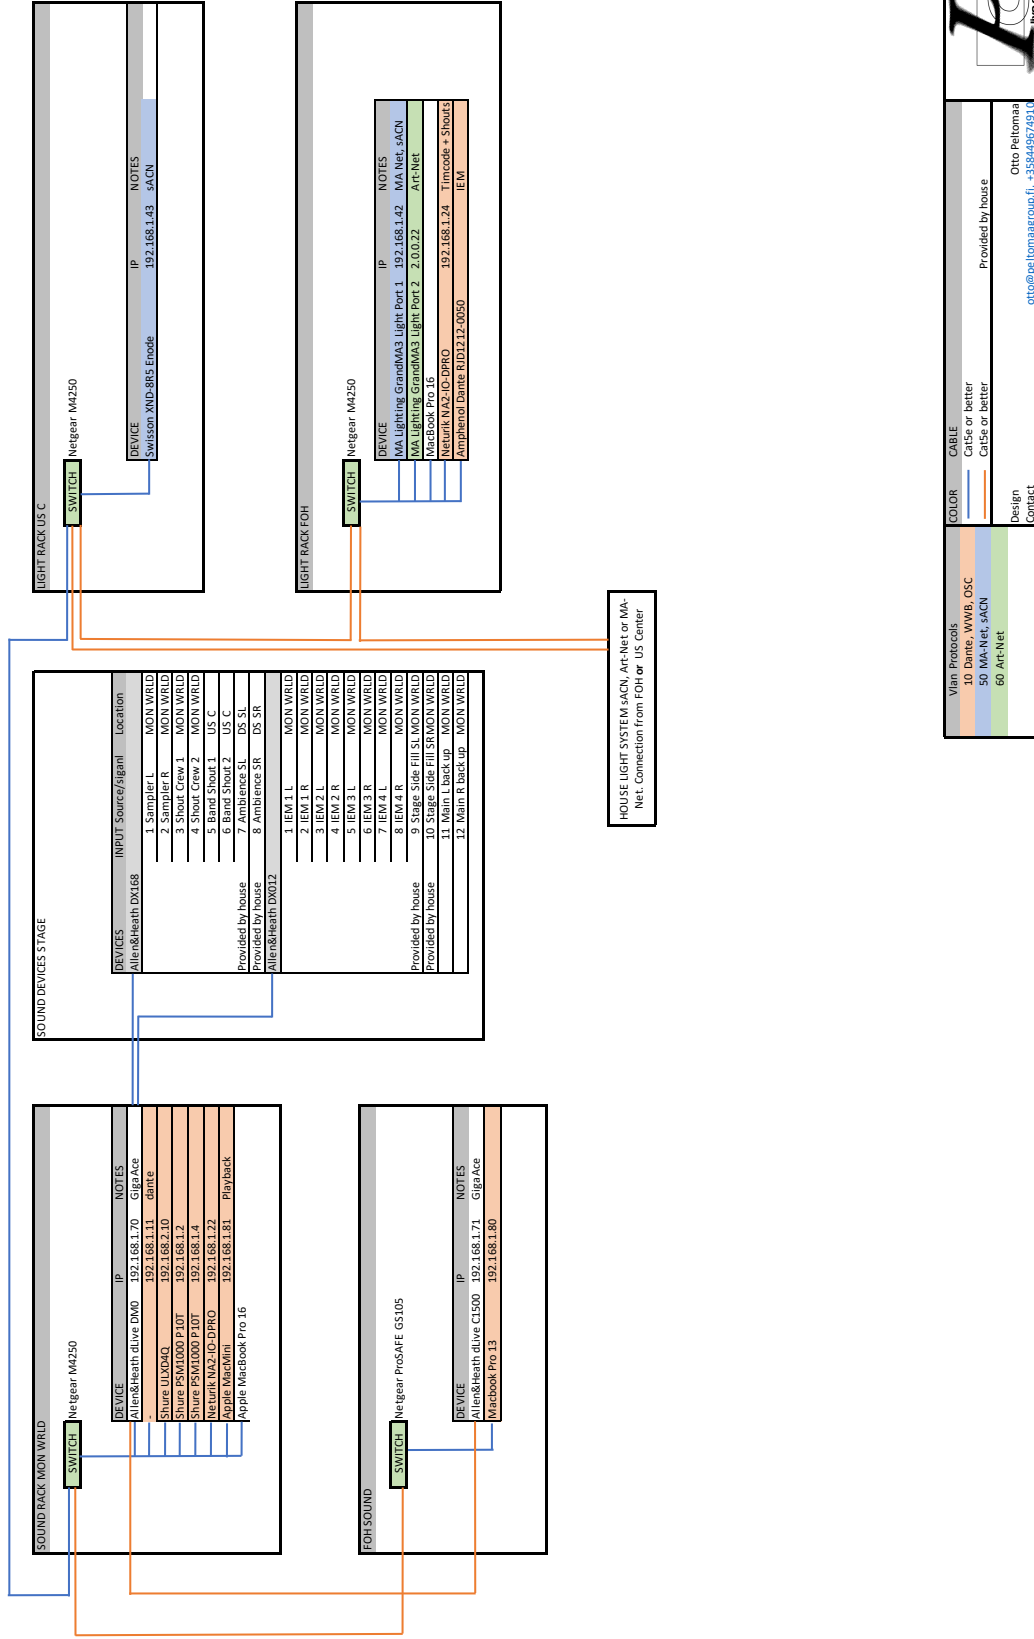 SOUND RACK MON WRLD
SWITCH Netgear M4250
DEVICE IP NOTES
Allen&Heath dLive DM0 192.168.1.70 GigaAce
- 192.168.1.11 dante
Shure ULXD4Q 192.168.2.10
Shure PSM1000 P10T 192.168.1.2
Shure PSM1000 P10T 192.168.1.4
Neturik NA2-IO-DPRO 192.168.1.22
Apple MacMini 192.168.1.81 Playback
Apple MacBook Pro 16
FOH SOUND
SWITCH Netgear ProSAFE GS105
DEVICE IP NOTES
Allen&Heath dLive C1500 192.168.1.71 GigaAce
Macbook Pro 13 192.168.1.80
SOUND DEVICES STAGE
DEVICES INPUT Source/siganl Location
Allen&Heath DX168
1 Sampler L MON WRLD
2 Sampler R MON WRLD
3 Shout Crew 1 MON WRLD
4 Shout Crew 2 MON WRLD
5 Band Shout 1 US C
6 Band Shout 2 US C
Provided by house 7 Ambience SL DS SL
Provided by house 8 Ambience SR DS SR
Allen&Heath DX012
1 IEM 1 L MON WRLD
2 IEM 1 R MON WRLD
3 IEM 2 L MON WRLD
4 IEM 2 R MON WRLD
5 IEM 3 L MON WRLD
6 IEM 3 R MON WRLD
7 IEM 4 L MON WRLD
8 IEM 4 R MON WRLD
Provided by house 9 Stage Side Fill SL MON WRLD
Provided by house 10 Stage Side Fill SR MON WRLD
11 Main L back up MON WRLD
12 Main R back up MON WRLD
LIGHT RACK US C
SWITCH Netgear M4250
DEVICE IP NOTES
Swisson XND-8R5 Enode 192.168.1.43 sACN
LIGHT RACK FOH
SWITCH Netgear M4250
DEVICE IP NOTES
MA Lighting GrandMA3 Light Port 1 192.168.1.42 MA Net, sACN
MA Lighting GrandMA3 Light Port 2 2.0.0.22 Art-Net
MacBook Pro 16
Neturik NA2-IO-DPRO 192.168.1.24 Timcode + Shouts
Amphenol Dante RJD1212-0050 IEM
HOUSE LIGHT SYSTEM sACN, Art-Net or MA-
Net. Connection from FOH or US Center
Vlan Protocols
10 Dante, WWB, OSC
50 MA-Net, sACN
60 Art-Net
COLOR CABLE
Cat5e or better
Cat5e or better Provided by house
Design Otto Peltomaa
Contact otto@peltomaagroup.fi, +358449674910